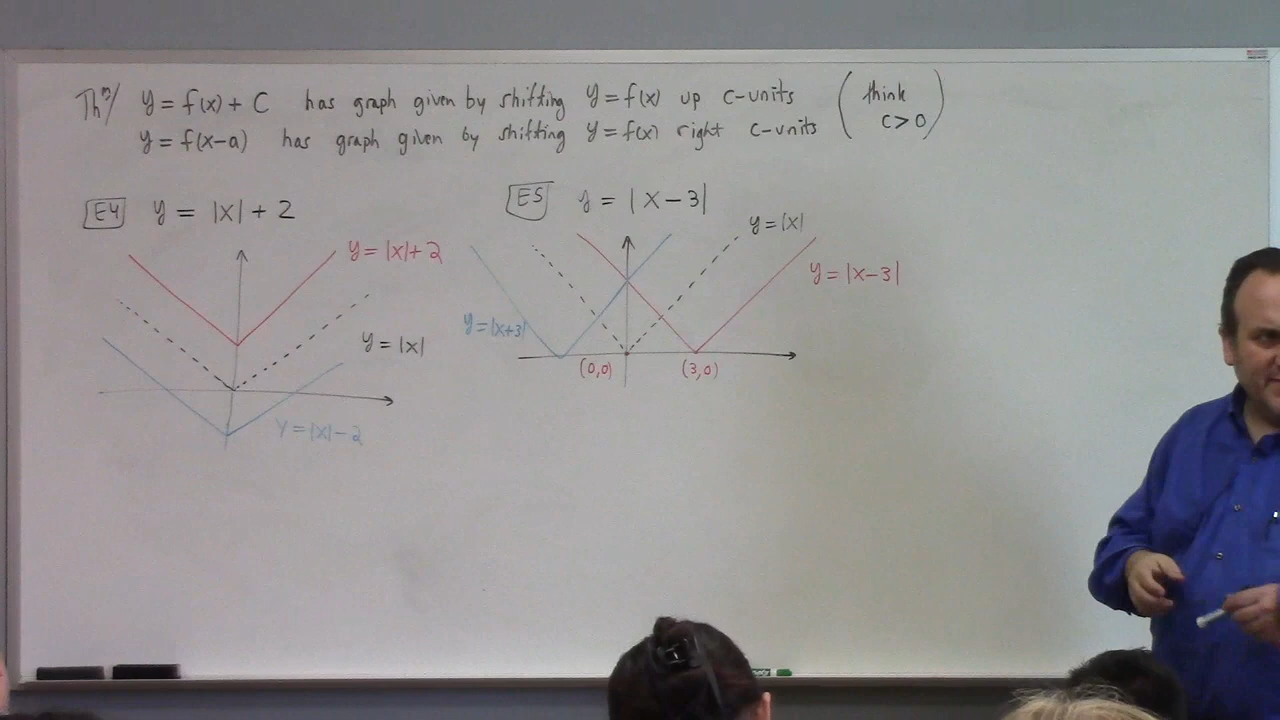 Thᵐ/ y = f(x) + C has graph given by shifting y = f(x) up c-units (think
y = f(x-a) has graph given by shifting y = f(x) right c-units c > 0)
E4 y = |x| + 2
E5 y = |x-3|
y = |x|+2
y = |x|
y = |x|-2
y = |x|
y = |x-3|
y = |x+3|
(0,0)
(3,0)